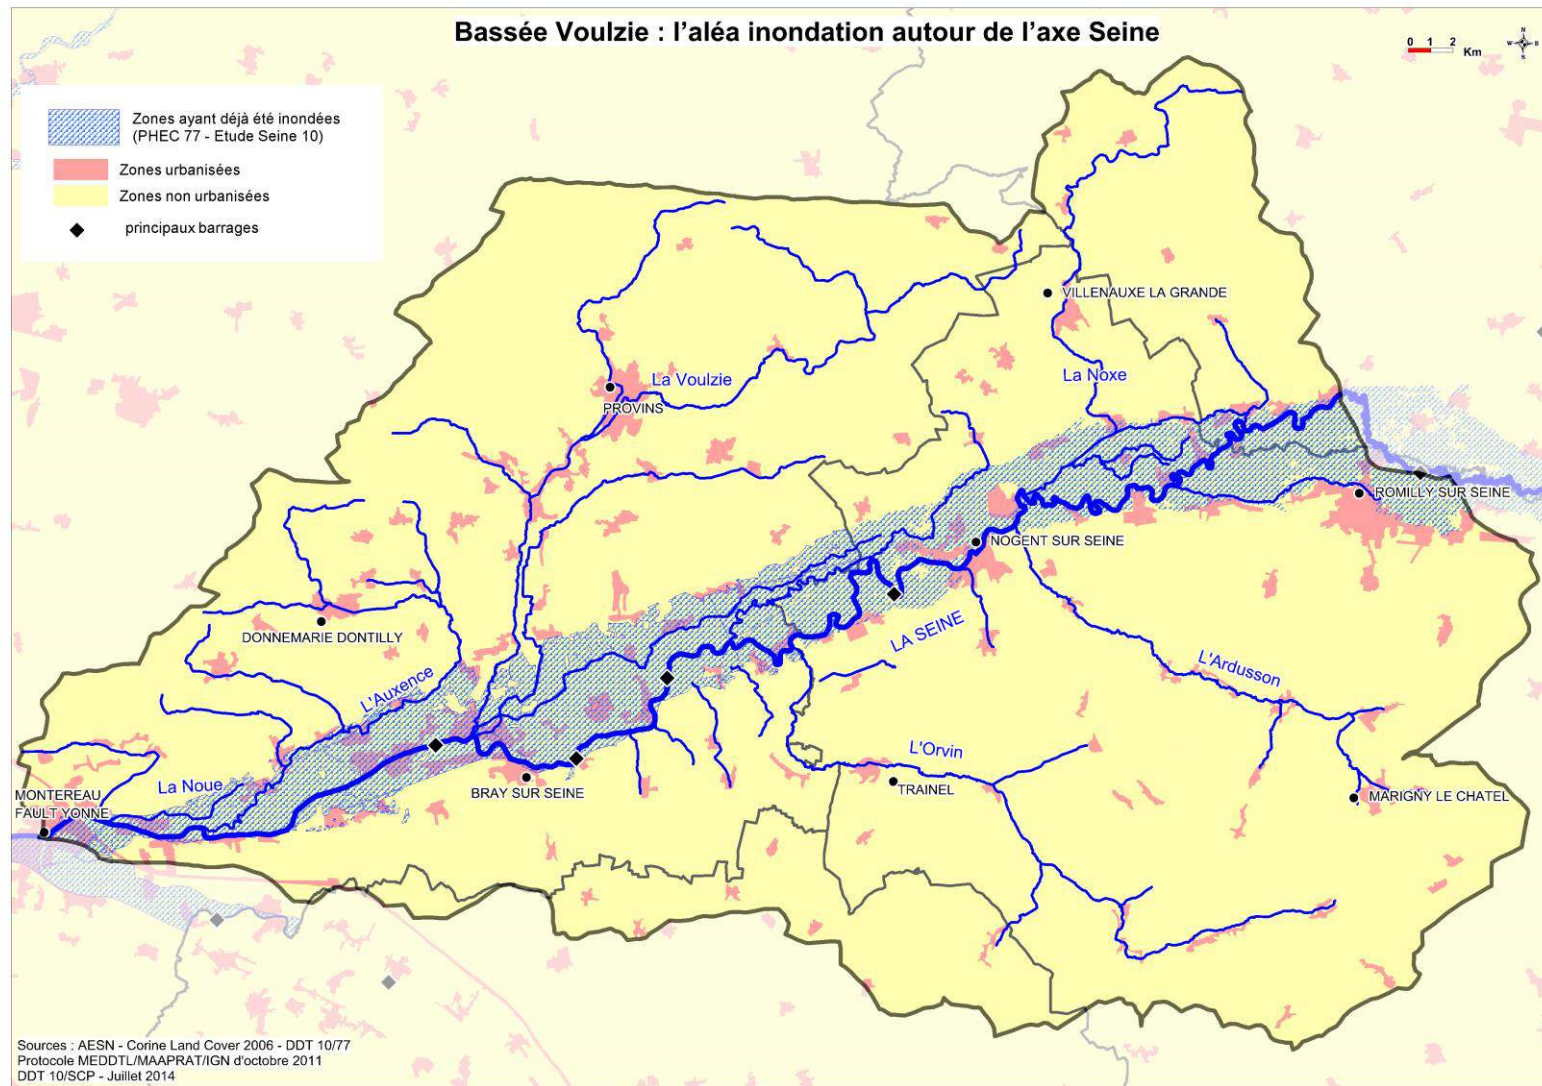 Bassée Voulzie : l'aléa inondation autour de l'axe Seine
0 1 2
Km
N
W E
S
Zones ayant déjà été inondées
(PHEC 77 - Etude Seine 10)
Zones urbanisées
Zones non urbanisées
principaux barrages
VILLENAUXE LA GRANDE
La Noxe
La Voulzie
PROVINS
ROMILLY SUR SEINE
NOGENT SUR SEINE
DONNEMARIE DONTILLY
LA SEINE
L'Auxence
L'Ardusson
L'Orvin
La Noue
BRAY SUR SEINE
TRAINEL
MARIGNY LE CHATEL
MONTEREAU
FAULT YONNE
Sources : AESN - Corine Land Cover 2006 - DDT 10/77
Protocole MEDDTL/MAAPRAT/IGN d'octobre 2011
DDT 10/SCP - Juillet 2014